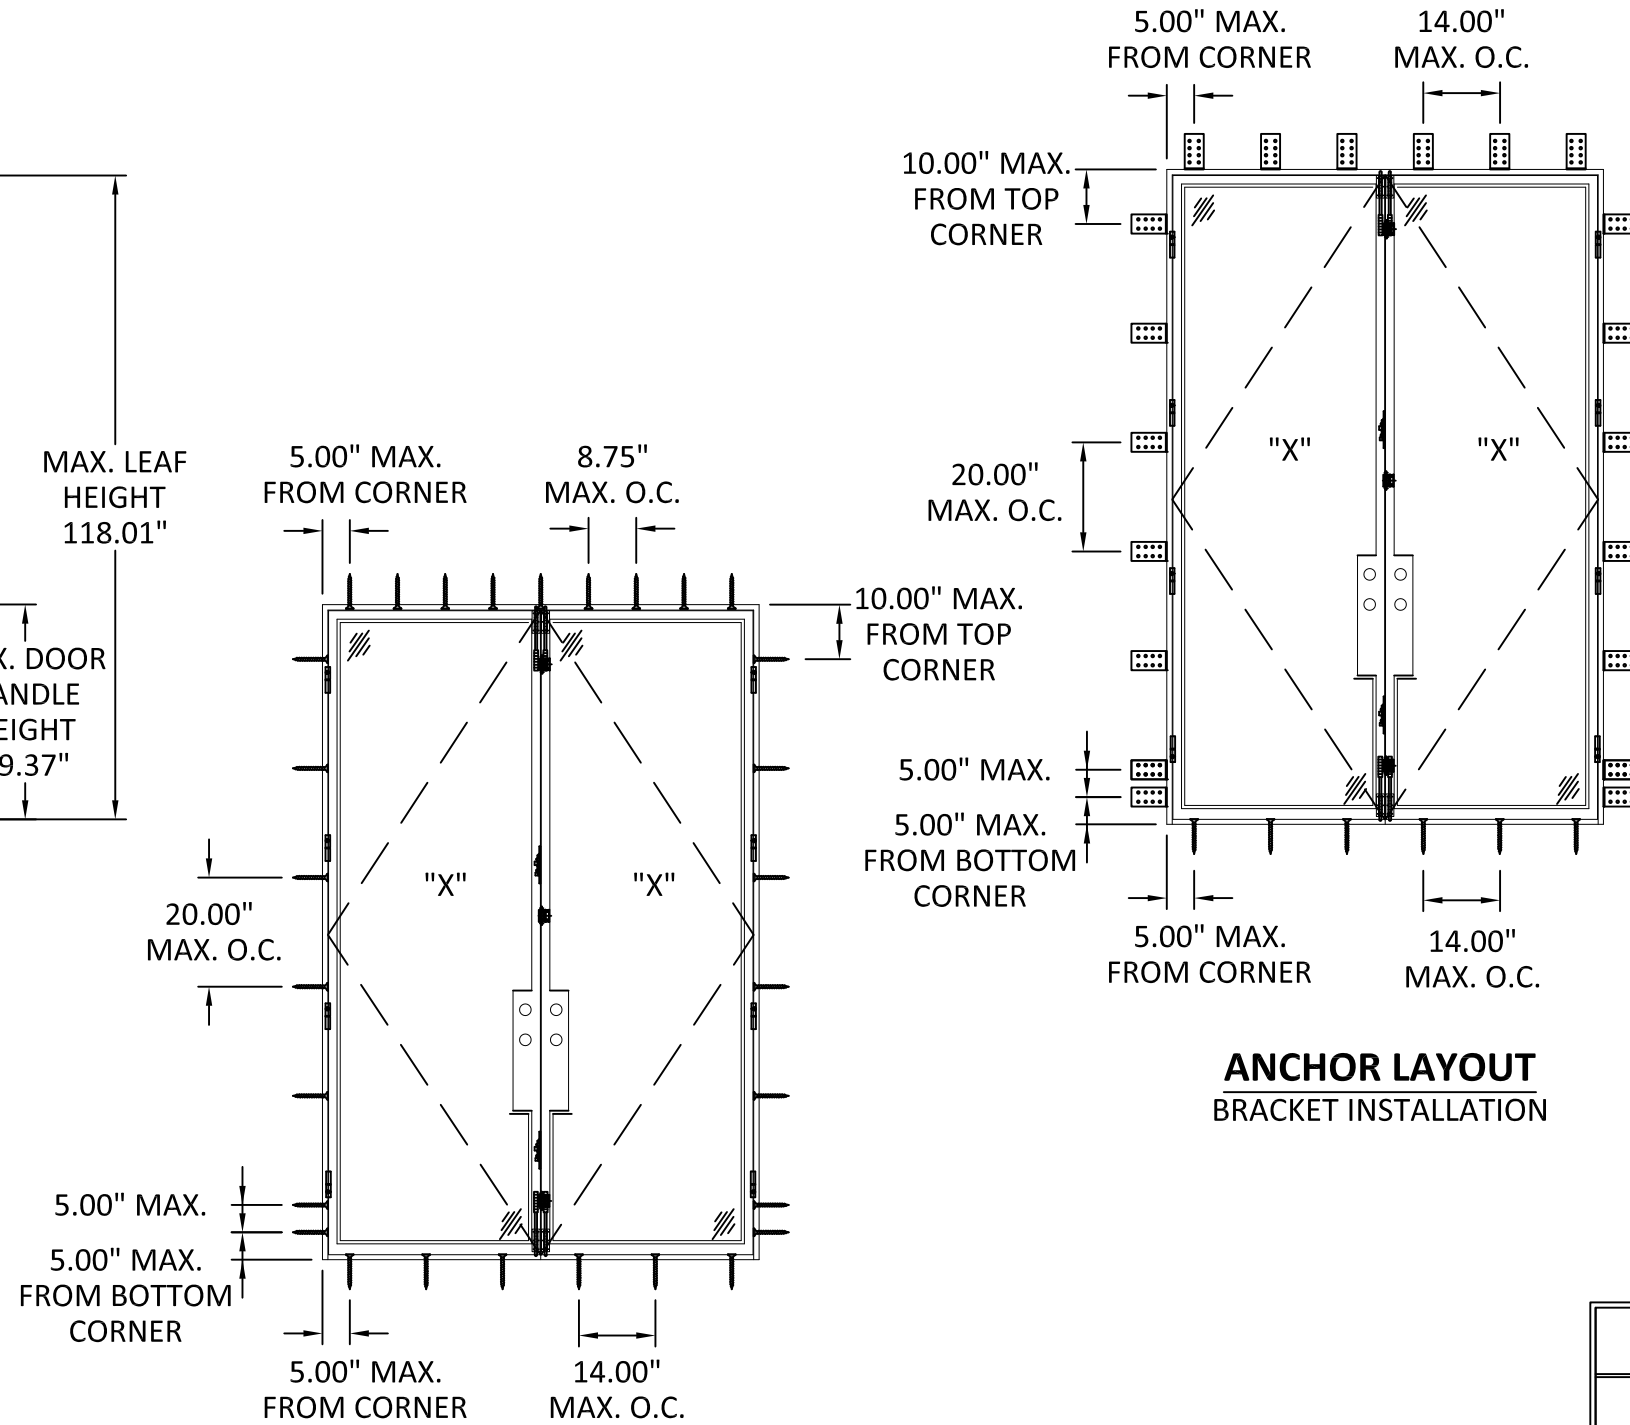 5.00" MAX.
FROM CORNER
14.00"
MAX. O.C.
10.00" MAX.
FROM TOP
CORNER
"X"
"X"
20.00"
MAX. O.C.
5.00" MAX.
5.00" MAX.
FROM BOTTOM
CORNER
5.00" MAX.
FROM CORNER
14.00"
MAX. O.C.
ANCHOR LAYOUT
BRACKET INSTALLATION
MAX. LEAF
HEIGHT
118.01"
DOOR
5.00" MAX.
FROM CORNER
8.75"
MAX. O.C.
10.00" MAX.
FROM TOP
CORNER
"X"
"X"
20.00"
MAX. O.C.
5.00" MAX.
5.00" MAX.
FROM BOTTOM
CORNER
5.00" MAX.
FROM CORNER
14.00"
MAX. O.C.